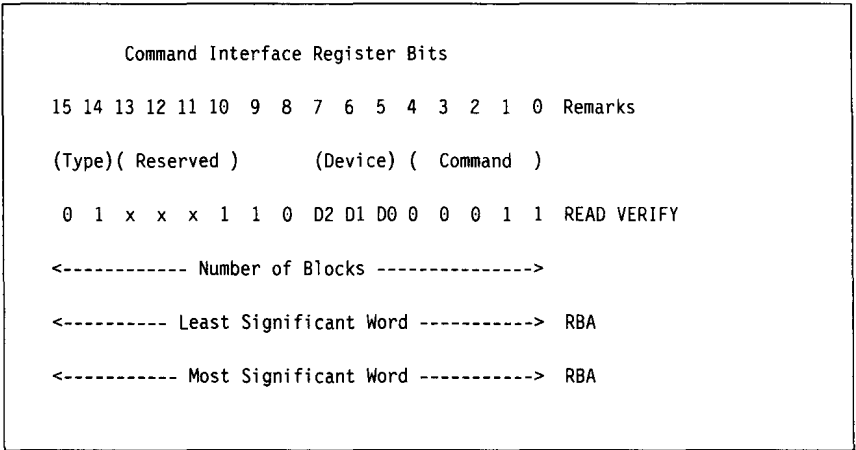 Command Interface Register Bits
15 14 13 12 11 10 9 8 7 6 5 4 3 2 1 0 Remarks
(Type)( Reserved ) (Device) ( Command )
0 1 x x x 1 1 0 D2 D1 D0 0 0 0 1 1 READ VERIFY
<------------ Number of Blocks --------------->
<---------- Least Significant Word -----------> RBA
<----------- Most Significant Word -----------> RBA